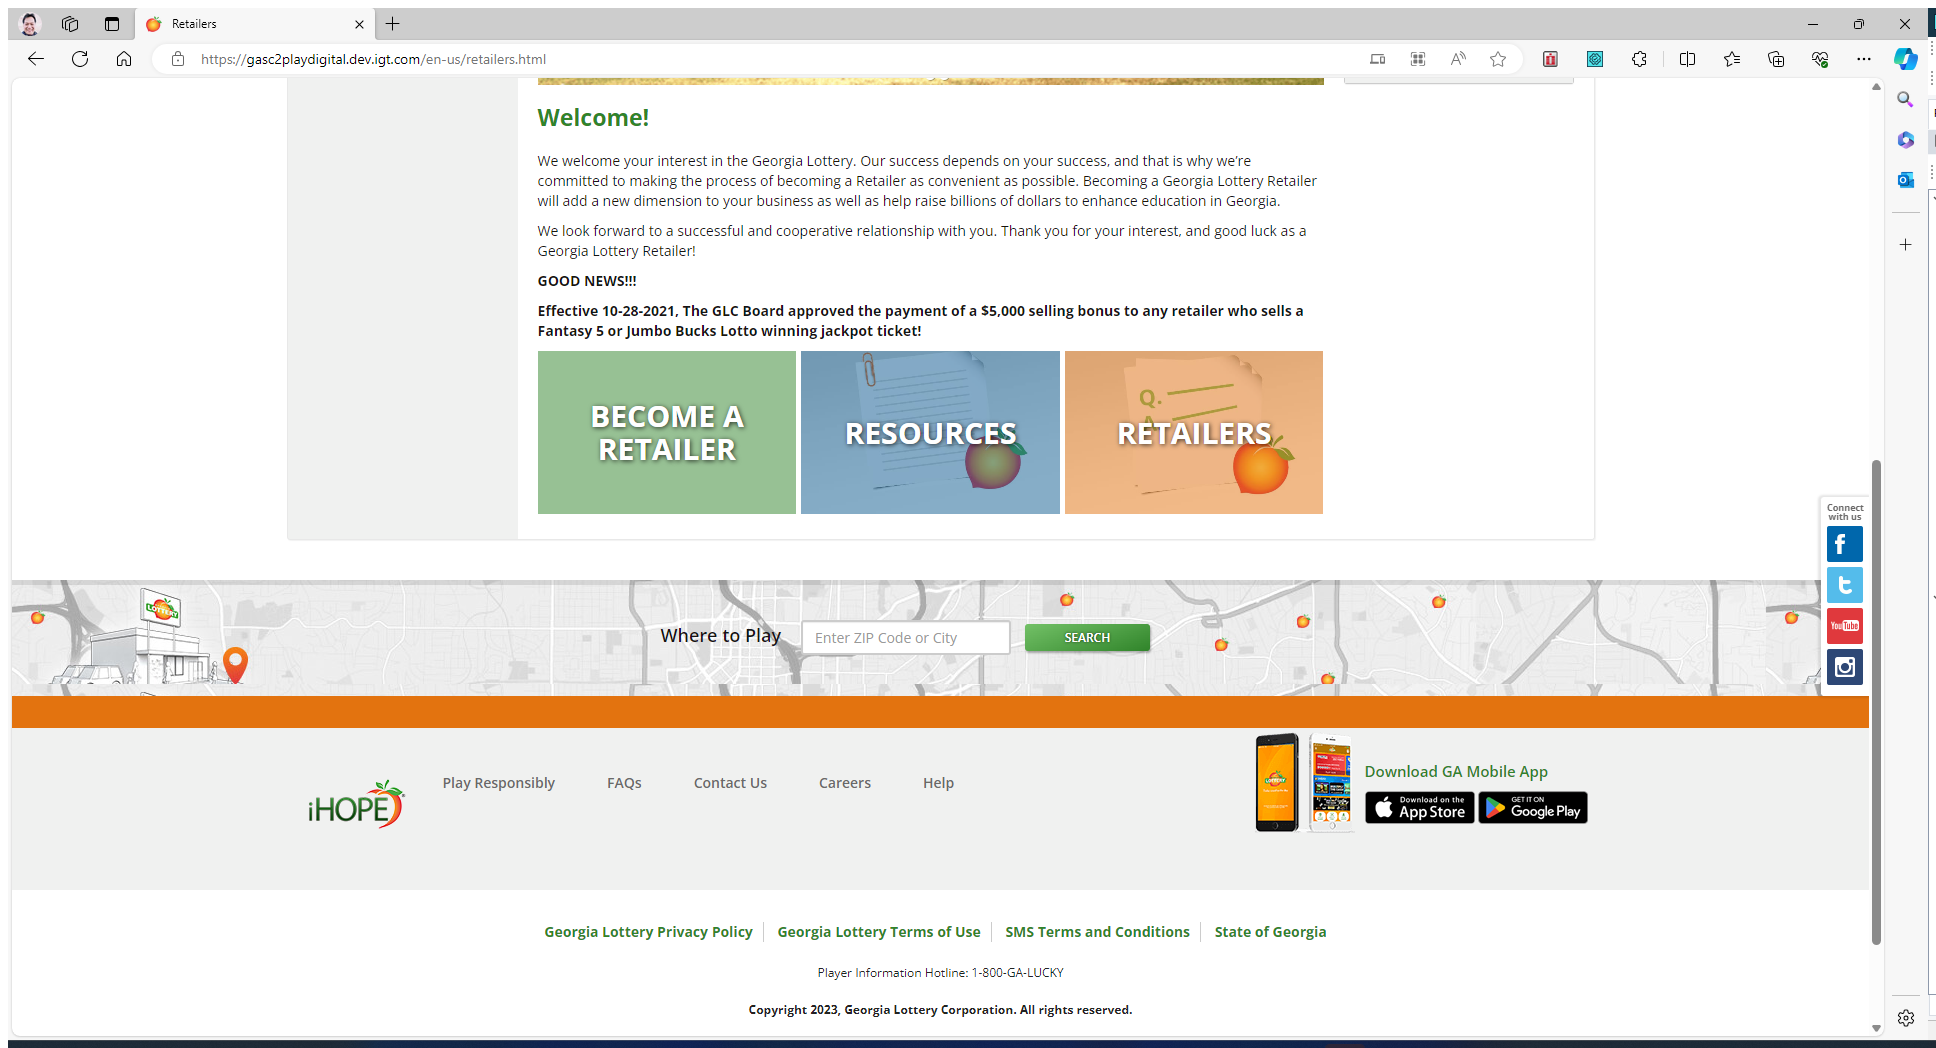 Retailers
https://gasc2playdigital.dev.igt.com/en-us/retailers.html
Welcome!
We welcome your interest in the Georgia Lottery. Our success depends on your success, and that is why we’re
committed to making the process of becoming a Retailer as convenient as possible. Becoming a Georgia Lottery Retailer
will add a new dimension to your business as well as help raise billions of dollars to enhance education in Georgia.
We look forward to a successful and cooperative relationship with you. Thank you for your interest, and good luck as a
Georgia Lottery Retailer!
GOOD NEWS!!!
Effective 10-28-2021, The GLC Board approved the payment of a $5,000 selling bonus to any retailer who sells a
Fantasy 5 or Jumbo Bucks Lotto winning jackpot ticket!
BECOME A
RETAILER
RESOURCES
Q.
A.
RETAILERS
Connect
with us
You Tube
LOTTERY
Where to Play
Enter ZIP Code or City
SEARCH
iHOPE
Play Responsibly
FAQs
Contact Us
Careers
Help
Download GA Mobile App
Download on the
App Store
GET IT ON
Google Play
Georgia Lottery Privacy Policy
Georgia Lottery Terms of Use
SMS Terms and Conditions
State of Georgia
Player Information Hotline: 1-800-GA-LUCKY
Copyright 2023, Georgia Lottery Corporation. All rights reserved.